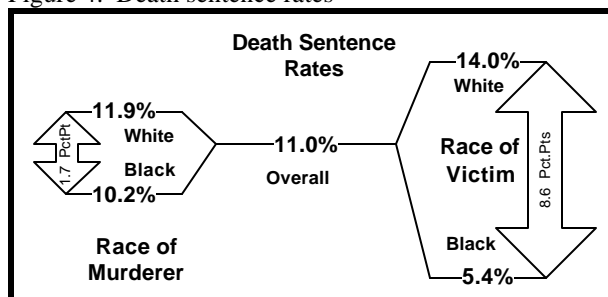 Figure 4. Death sentence rates
Death Sentence
Rates
14.0%
White
11.9%
White
1.7 PctPt
Black
10.2%
11.0%
Overall
Race of
Victim
8.6 Pct.Pts
Black
5.4%
Race of
Murderer